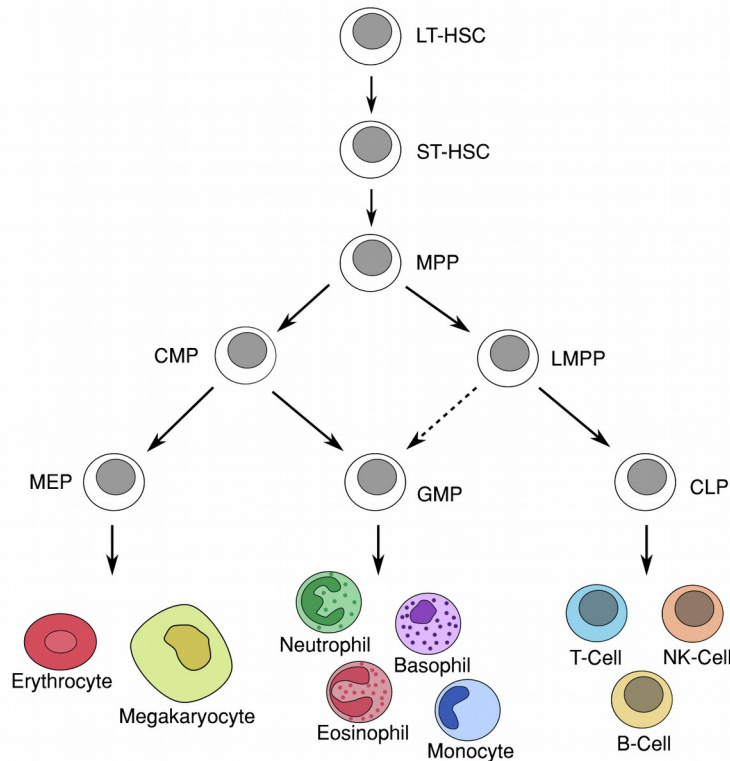 LT-HSC
ST-HSC
MPP
CMP
LMPP
MEP
GMP
CLP
Neutrophil
Basophil
T-Cell
NK-Cell
Erythrocyte
Megakaryocyte
Eosinophil
Monocyte
B-Cell